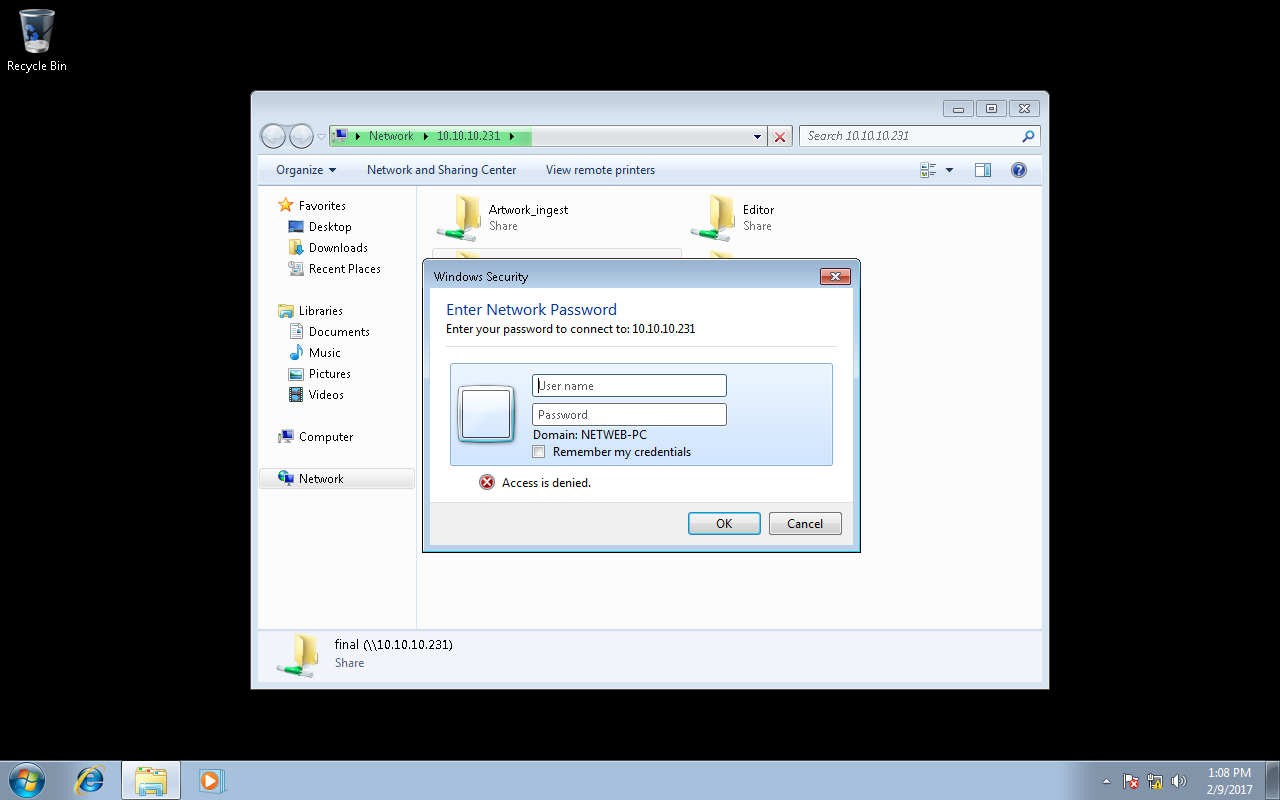 Recycle Bin
Network 10.10.10.231
Search 10.10.10.231
Organize Network and Sharing Center View remote printers
Favorites
Desktop
Downloads
Recent Places
Libraries
Documents
Music
Pictures
Videos
Computer
Network
Artwork_ingest
Share
Editor
Share
Windows Security
Enter Network Password
Enter your password to connect to: 10.10.10.231
User name
Password
Domain: NETWEB-PC
Remember my credentials
Access is denied.
OK Cancel
final (\\10.10.10.231)
Share
1:08 PM
2/9/2017